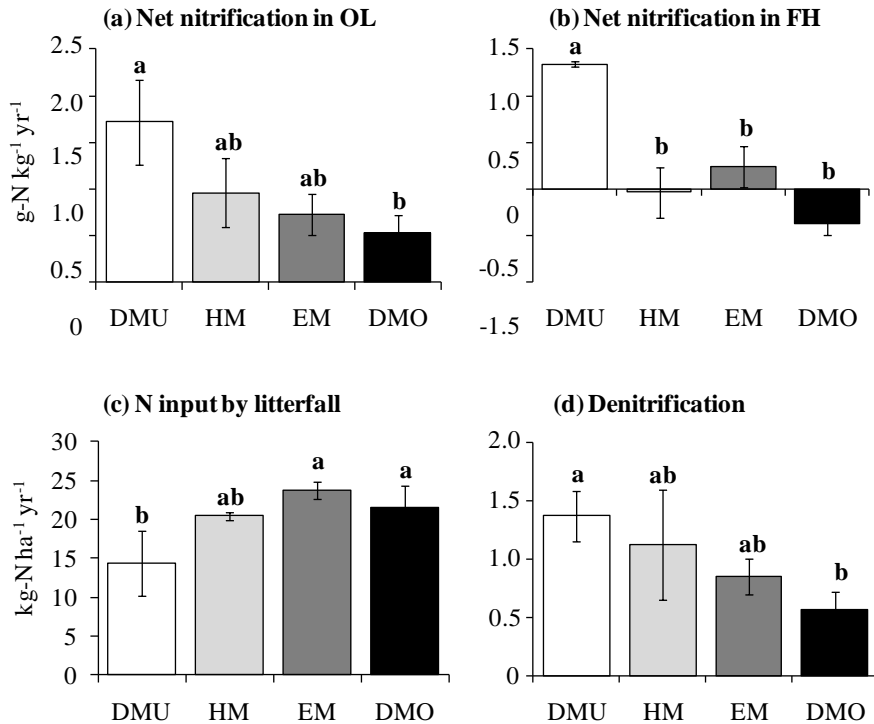 (a) Net nitrification in OL
g-N kg-1 yr-1
2.5
2.0
1.5
1.0
0.5
0
a
ab
ab
b
DMU HM EM DMO
(b) Net nitrification in FH
1.5
1.0
0.5
0
-0.5
-1.5
a
b
b
b
DMU HM EM DMO
(c) N input by litterfall
kg-N ha-1 yr-1
30
25
20
15
10
5
0
b
ab
a
a
DMU HM EM DMO
(d) Denitrification
2.0
1.5
1.0
0.5
0
a
ab
ab
b
DMU HM EM DMO